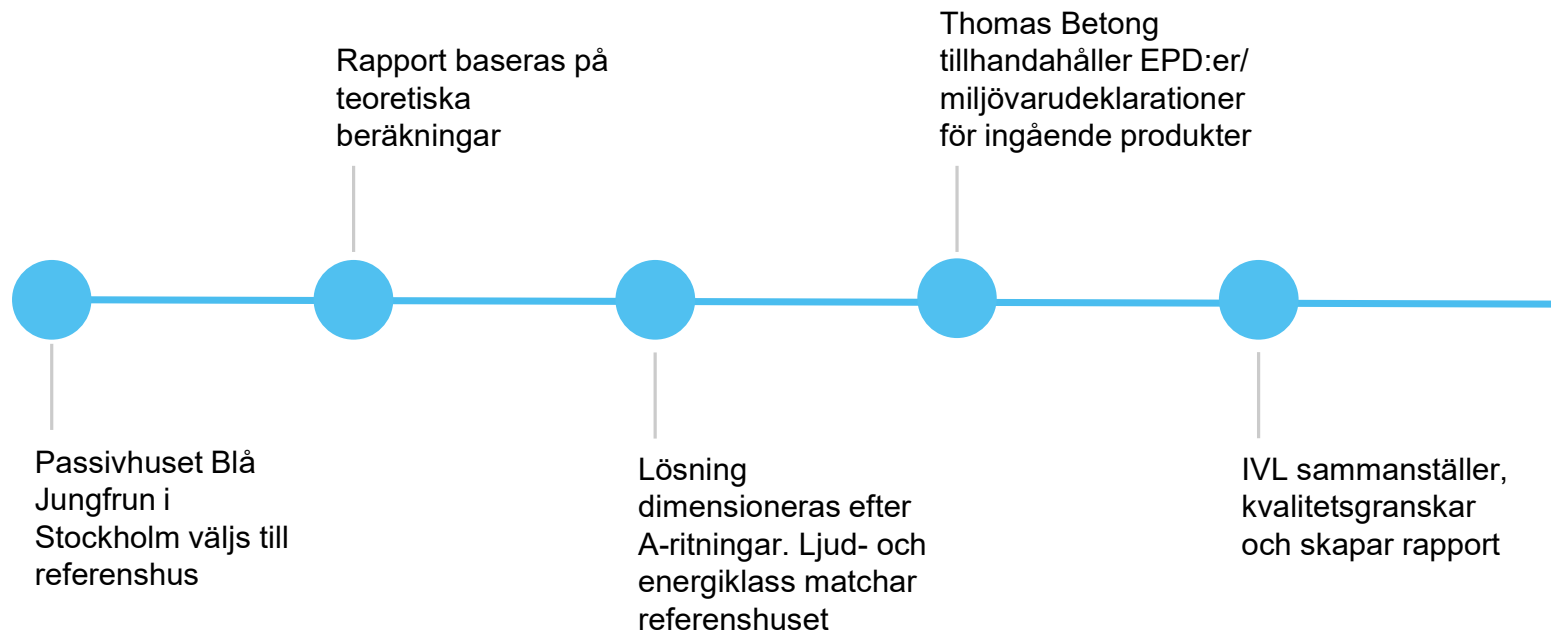 Passivhuset Blå
Jungfrun i
Stockholm väljs till
referenshus
Rapport baseras på
teoretiska
beräkningar
Lösning
dimensioneras efter
A-ritningar. Ljud- och
energiklass matchar
referenshuset
Thomas Betong
tillhandahåller EPD:er/
miljövarudeklarationer
för ingående produkter
IVL sammanställer,
kvalitetsgranskar
och skapar rapport